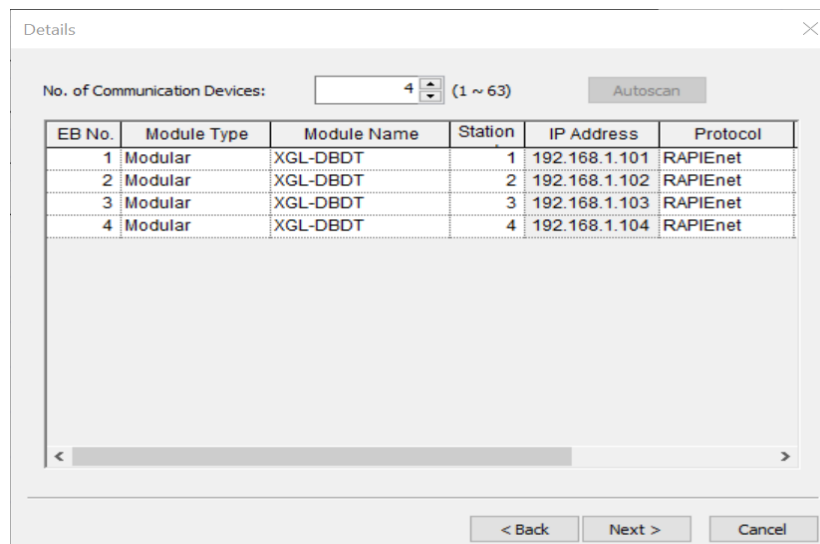 Details
No. of Communication Devices: 4 (1 ~ 63) Autoscan
EB No. Module Type Module Name Station IP Address Protocol
1 Modular XGL-DBDT 1 192.168.1.101 RAPIEnet
2 Modular XGL-DBDT 2 192.168.1.102 RAPIEnet
3 Modular XGL-DBDT 3 192.168.1.103 RAPIEnet
4 Modular XGL-DBDT 4 192.168.1.104 RAPIEnet
< Back Next > Cancel